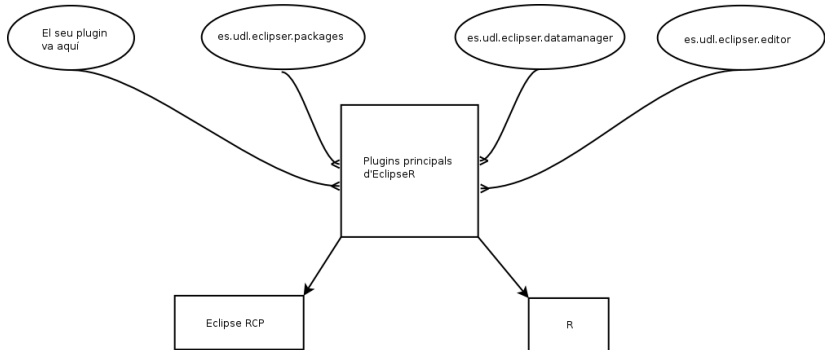 El seu plugin
va aquí
es.udl.eclipser.packages
es.udl.eclipser.datamanager
es.udl.eclipser.editor
Plugins principals
d'EclipseR
Eclipse RCP
R